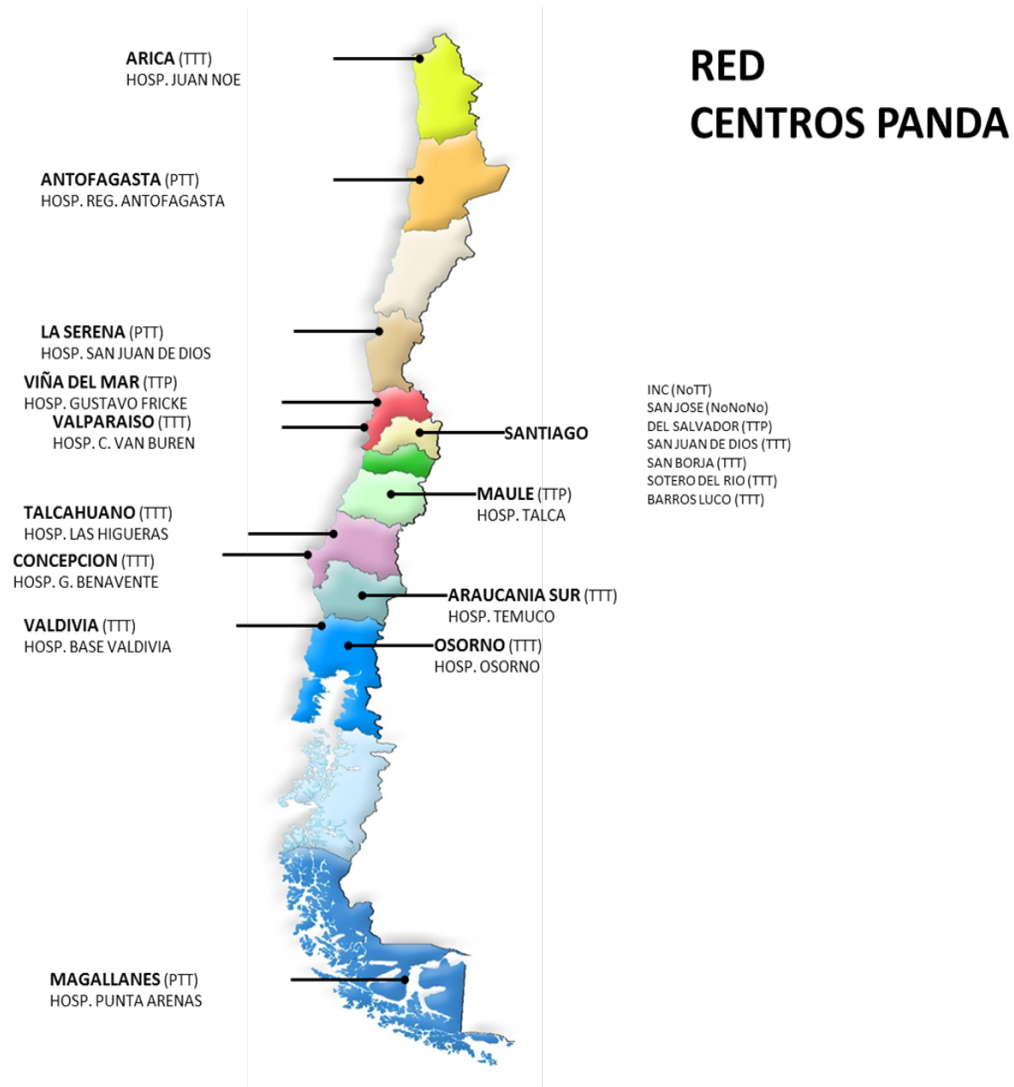 RED
CENTROS PANDA
ARICA (TTT)
HOSP. JUAN NOE
ANTOFAGASTA (PTT)
HOSP. REG. ANTOFAGASTA
LA SERENA (PTT)
HOSP. SAN JUAN DE DIOS
VIÑA DEL MAR (TTP)
HOSP. GUSTAVO FRICKE
VALPARAISO (TTT)
HOSP. C. VAN BUREN
SANTIAGO
INC (NoTT)
SAN JOSE (NoNoNo)
DEL SALVADOR (TTP)
SAN JUAN DE DIOS (TTT)
SAN BORJA (TTT)
SOTERO DEL RIO (TTT)
BARROS LUCO (TTT)
MAULE (TTP)
HOSP. TALCA
TALCAHUANO (TTT)
HOSP. LAS HIGUERAS
CONCEPCION (TTT)
HOSP. G. BENAVENTE
ARAUCANIA SUR (TTT)
HOSP. TEMUCO
VALDIVIA (TTT)
HOSP. BASE VALDIVIA
OSORNO (TTT)
HOSP. OSORNO
MAGALLANES (PTT)
HOSP. PUNTA ARENAS